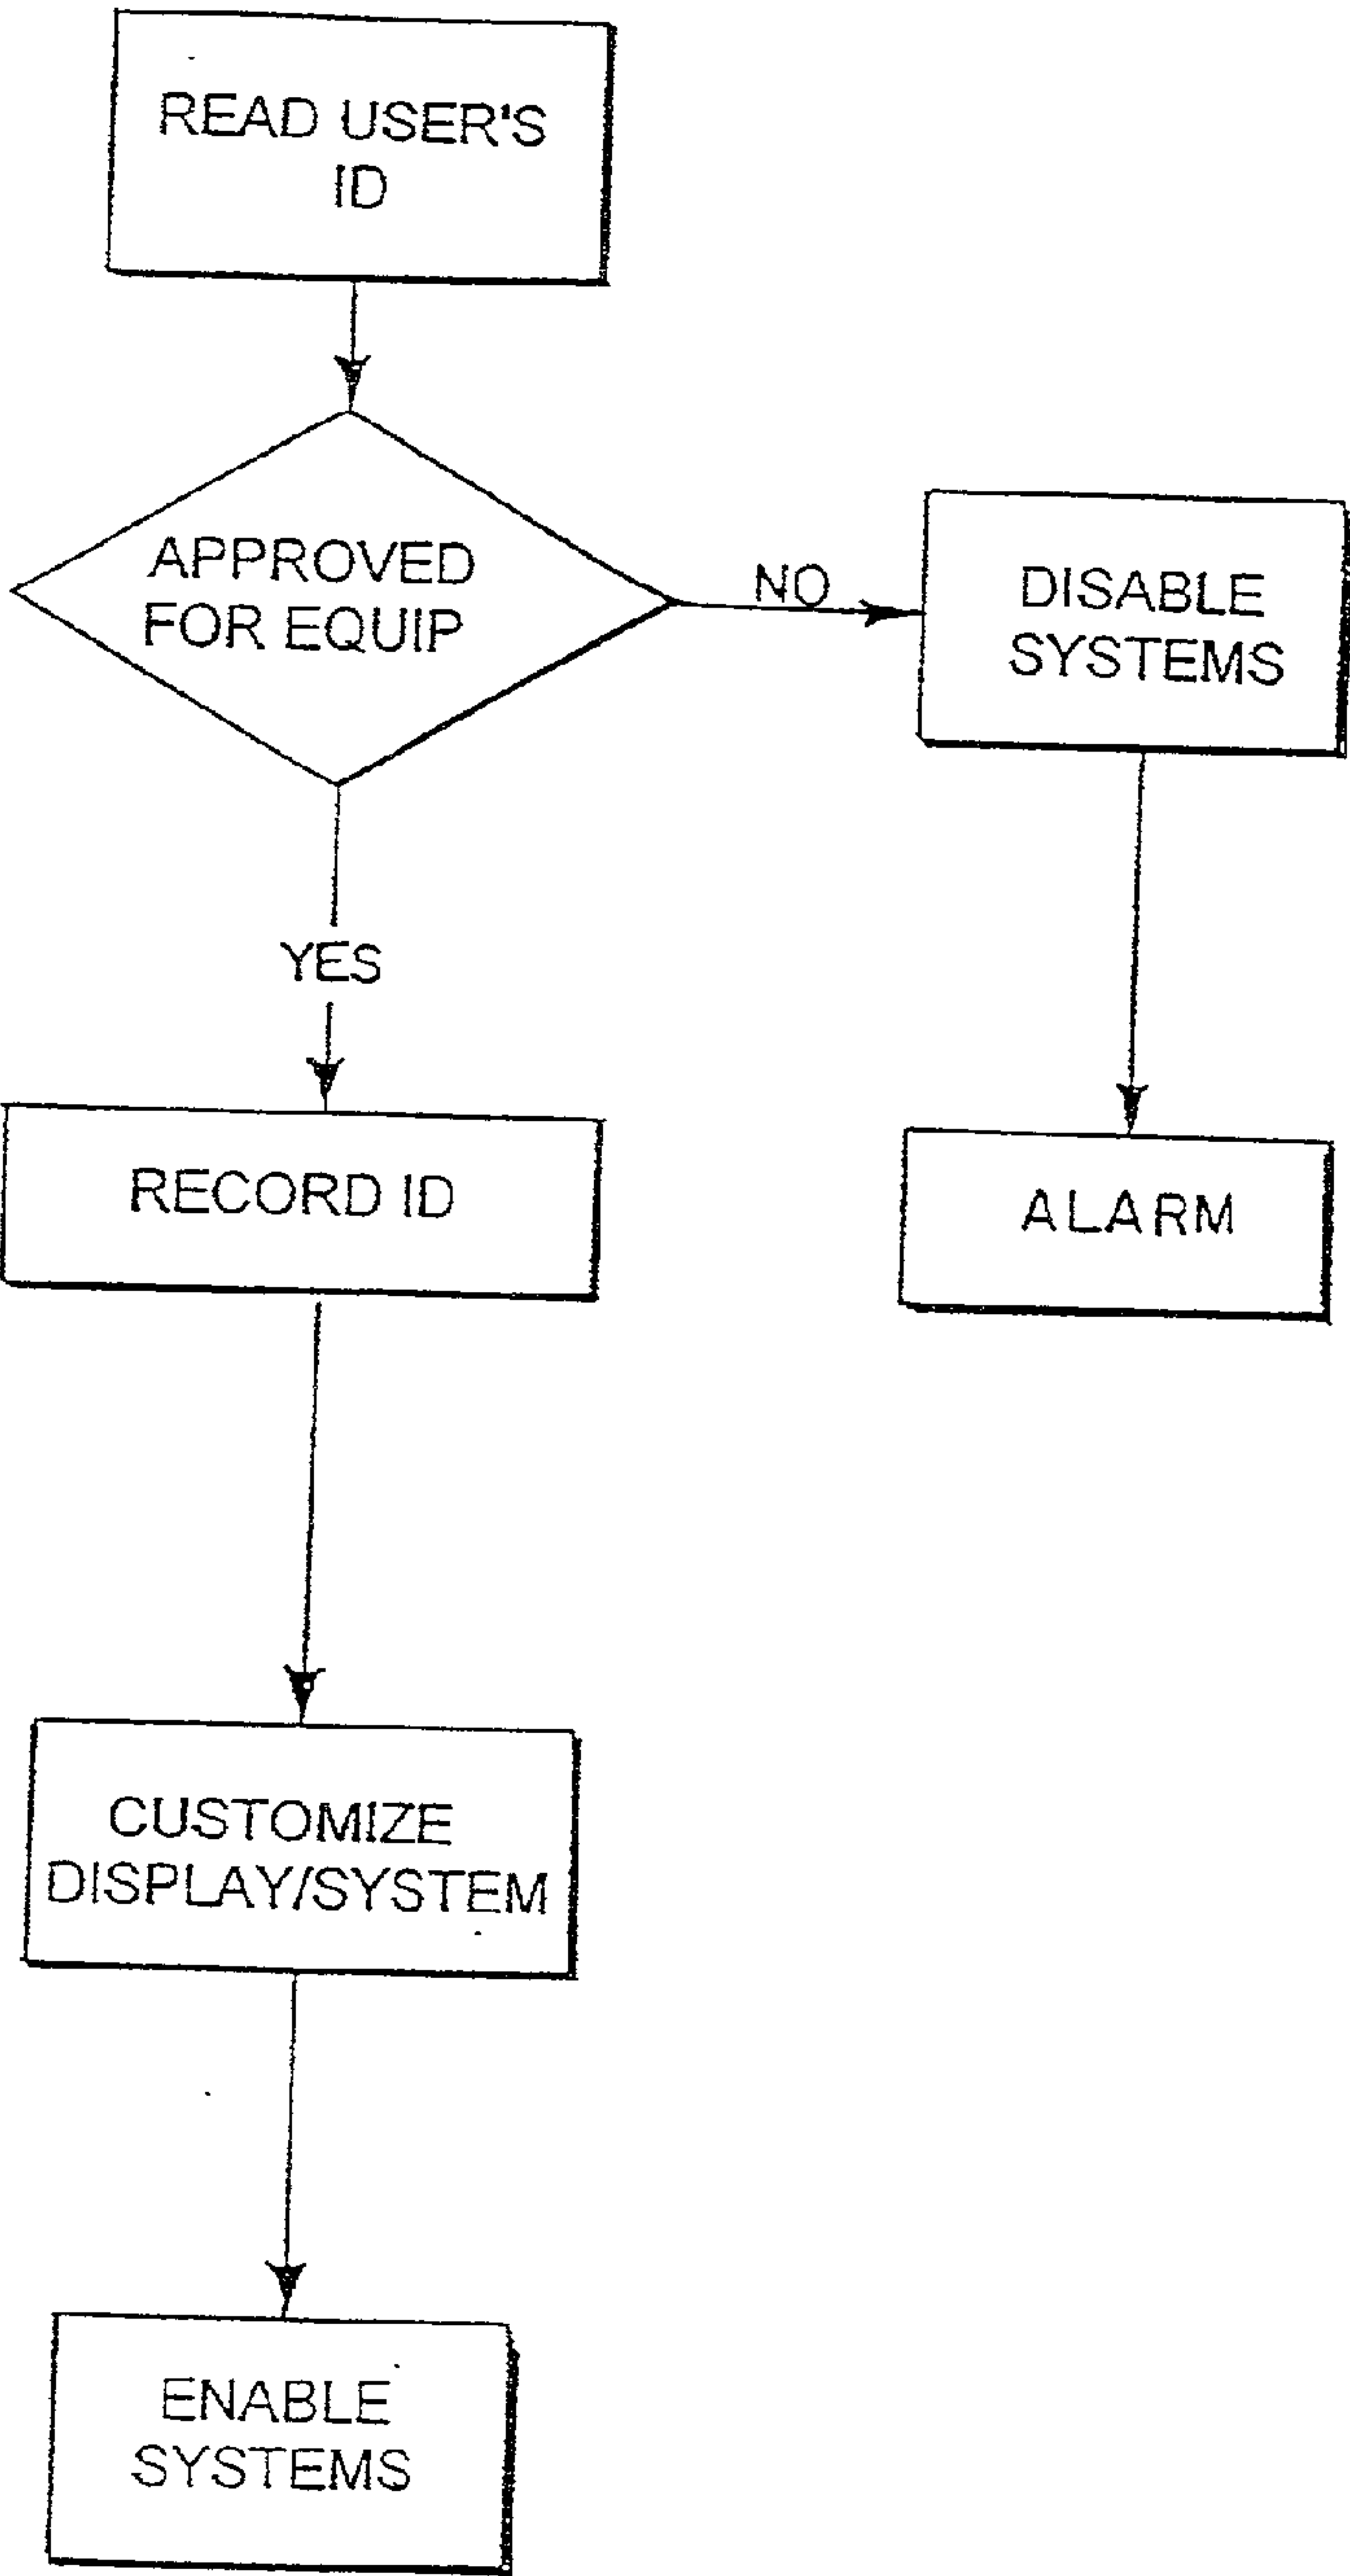 READ USER'S
ID
APPROVED
FOR EQUIP
NO
DISABLE
SYSTEMS
YES
RECORD ID
ALARM
CUSTOMIZE
DISPLAY/SYSTEM
ENABLE
SYSTEMS